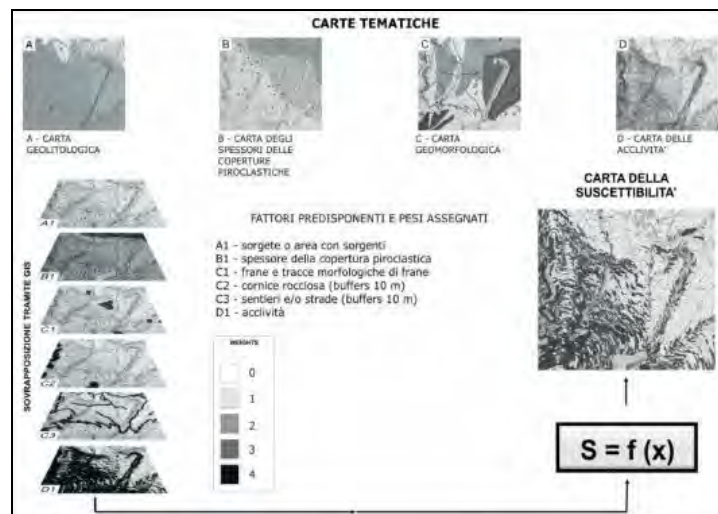 CARTE TEMATICHE
A
B
C
D
A - CARTA
GEOLITOLOGICA
B - CARTA DEGLI
SPESSORI DELLE
COPERTURE
PIROCLASTICHE
C - CARTA
GEOMORFOLOGICA
D - CARTA DELLE
ACCLIVITA'
CARTA DELLA
SUSCETTIBILITA'
SOVRAPPOSIZIONE TRAMITE GIS
A1
B1
C1
C2
C3
D1
FATTORI PREDISPONENTI E PESI ASSEGNATI
A1 - sorgete o area con sorgenti
B1 - spessore della copertura piroclastica
C1 - frane e tracce morfologiche di frane
C2 - cornice rocciosa (buffers 10 m)
C3 - sentieri e/o strade (buffers 10 m)
D1 - acclività
WEIGHTS
0
1
2
3
4
S = f (x)